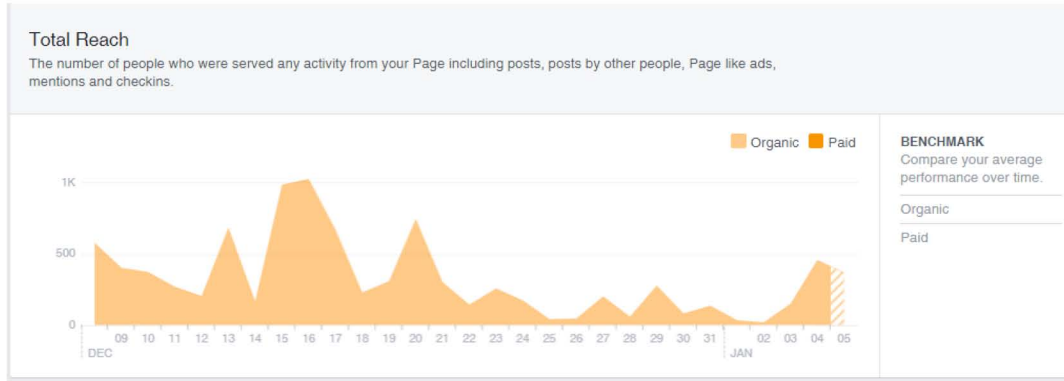 Total Reach
The number of people who were served any activity from your Page including posts, posts by other people, Page like ads,
mentions and checkins.
Organic Paid
BENCHMARK
Compare your average
performance over time.
Organic
Paid
1K
500
0
09 10 11 12 13 14 15 16 17 18 19 20 21 22 23 24 25 26 27 28 29 30 31 02 03 04 05
DEC JAN